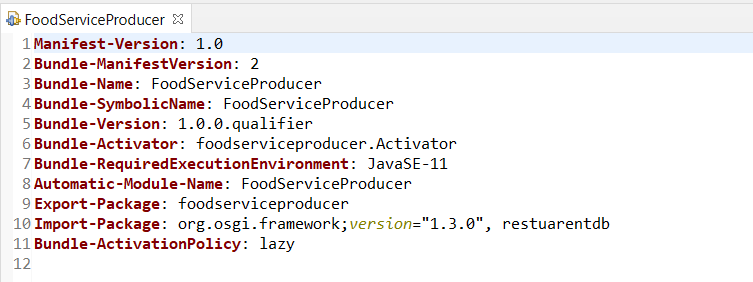 FoodServiceProducer
1 Manifest-Version: 1.0
2 Bundle-ManifestVersion: 2
3 Bundle-Name: FoodServiceProducer
4 Bundle-SymbolicName: FoodServiceProducer
5 Bundle-Version: 1.0.0.qualifier
6 Bundle-Activator: foodserviceproducer.Activator
7 Bundle-RequiredExecutionEnvironment: JavaSE-11
8 Automatic-Module-Name: FoodServiceProducer
9 Export-Package: foodserviceproducer
10 Import-Package: org.osgi.framework;version="1.3.0", restuarentdb
11 Bundle-ActivationPolicy: lazy
12